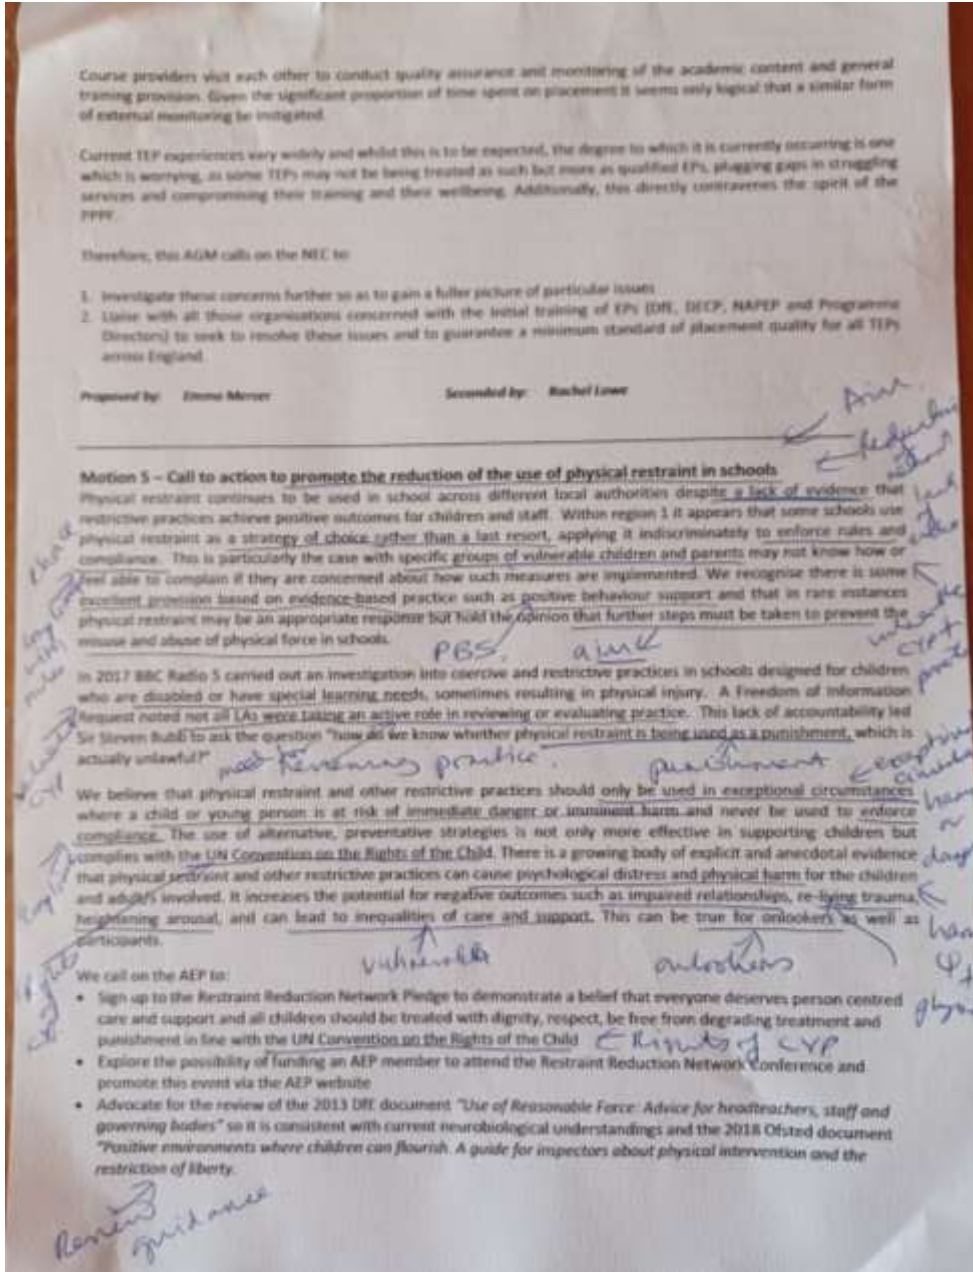 Course providers visit each other to conduct quality assurance and monitoring of the academic content and general
training provision. Given the significant proportion of time spent on placement it seems only logical that a similar form
of external monitoring be instigated.
Current TEP experiences vary widely and whilst this is to be expected, the degree to which it is currently occurring is one
which is worrying, as some TEPs may not be being treated as such but more as qualified EPs, plugging gaps in struggling
services and compromising their training and their wellbeing. Additionally, this directly contravenes the spirit of the
PPPF.
Therefore, this AGM calls on the NEC to:
1. Investigate these concerns further so as to gain a fuller picture of particular issues
2. Liaise with all those organisations concerned with the initial training of EPs (DfE, DECP, NAPEP and Programme
Directors) to seek to resolve these issues and to guarantee a minimum standard of placement quality for all TEPs
across England
Proposed by: Emma Mercer Seconded by: Rachel Lowe
Aim
Reduction
Motion 5 – Call to action to promote the reduction of the use of physical restraint in schools
Physical restraint continues to be used in school across different local authorities despite a lack of evidence that
restrictive practices achieve positive outcomes for children and staff. Within region 1 it appears that some schools use
physical restraint as a strategy of choice rather than a last resort, applying it indiscriminately to enforce rules and
compliance. This is particularly the case with specific groups of vulnerable children and parents may not know how or
feel able to complain if they are concerned about how such measures are implemented. We recognise there is some
excellent provision based on evidence-based practice such as positive behaviour support and that in rare instances
physical restraint may be an appropriate response but hold the opinion that further steps must be taken to prevent the
misuse and abuse of physical force in schools.
PBS.
lack
choice
vulnerable
CYP +
In 2017 BBC Radio 5 carried out an investigation into coercive and restrictive practices in schools designed for children
who are disabled or have special learning needs, sometimes resulting in physical injury. A Freedom of Information
Request noted not all LAs were taking an active role in reviewing or evaluating practice. This lack of accountability led
Sir Steven Bubb to ask the question "how do we know whether physical restraint is being used as a punishment, which is
actually unlawful?"
reviewing practice.
punishment
CYP
We believe that physical restraint and other restrictive practices should only be used in exceptional circumstances
where a child or young person is at risk of immediate danger or imminent harm and never be used to enforce
compliance. The use of alternative, preventative strategies is not only more effective in supporting children but
complies with the UN Convention on the Rights of the Child. There is a growing body of explicit and anecdotal evidence
that physical restraint and other restrictive practices can cause psychological distress and physical harm for the children
and adults involved. It increases the potential for negative outcomes such as impaired relationships, re-living trauma,
heightening arousal, and can lead to inequalities of care and support. This can be true for onlookers as well as
participants.
vulnerable
onlookers
We call on the AEP to:
• Sign up to the Restraint Reduction Network Pledge to demonstrate a belief that everyone deserves person centred
care and support and all children should be treated with dignity, respect, be free from degrading treatment and
punishment in line with the UN Convention on the Rights of the Child
Rights of CYP
• Explore the possibility of funding an AEP member to attend the Restraint Reduction Network Conference and
promote this event via the AEP website
• Advocate for the review of the 2013 DfE document "Use of Reasonable Force: Advice for headteachers, staff and
governing bodies" so it is consistent with current neurobiological understandings and the 2018 Ofsted document
"Positive environments where children can flourish. A guide for inspectors about physical intervention and the
restriction of liberty.
Review
guidance